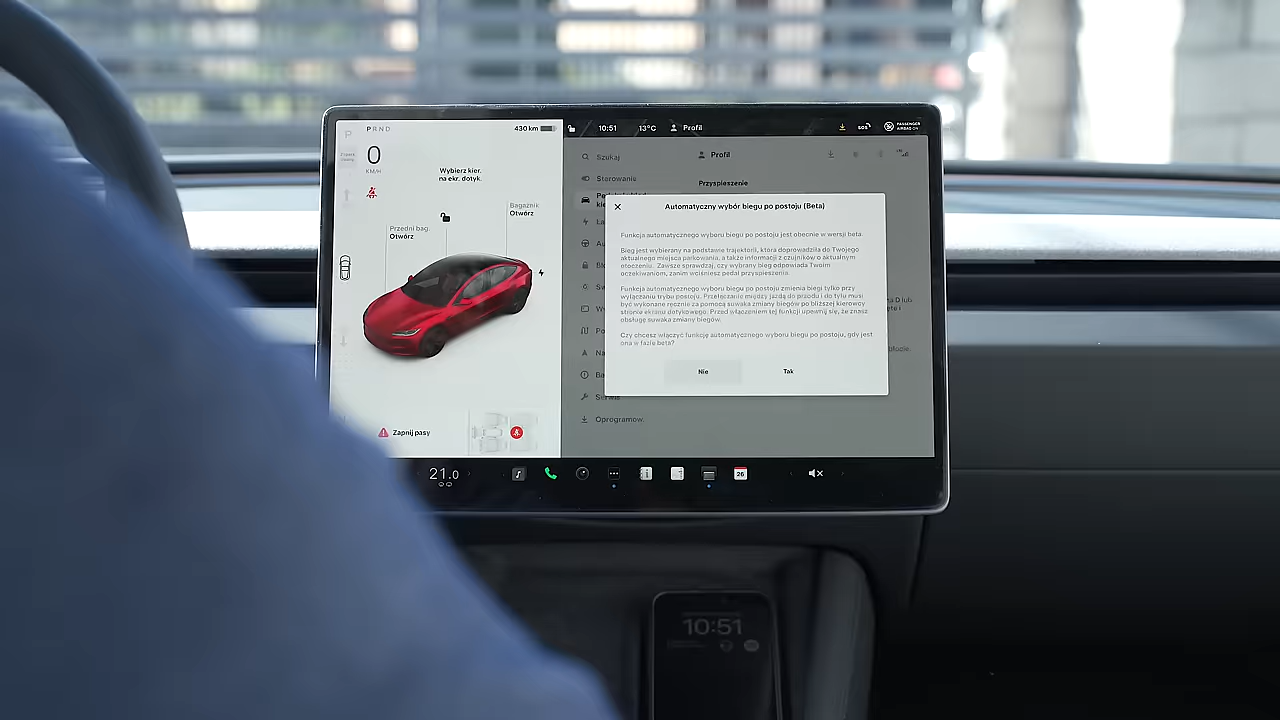 PRND
430 km
10:51
13°C
Profil
SOS
PASSENGER
AIRBAG ON
P
0
KM/H
Wybierz kier.
na ekr. dotyk.
Bagażnik
Otwórz
Przedni bag.
Otwórz
Zapnij pasy
Szukaj
Profil
Sterowanie
Przyspieszenie
Automatyczny wybór biegu po postoju (Beta)
Funkcja automatycznego wyboru biegu po postoju jest obecnie w wersji beta.
Bieg jest wybierany na podstawie trajektorii, która doprowadziła do Twojego
aktualnego miejsca parkowania, a także informacji z czujników o aktualnym
otoczeniu. Zawsze sprawdzaj, czy wybrany bieg odpowiada Twoim
oczekiwaniom, zanim wciśniesz pedał przyspieszenia.
Funkcja automatycznego wyboru biegu po postoju zmienia biegi tylko przy
wyłączaniu trybu postoju. Przełączanie między jazdą do przodu i do tyłu musi
być wykonane ręcznie za pomocą suwaka zmiany biegów po bliższej kierowcy
stronie ekranu dotykowego. Przed włączeniem tej funkcji upewnij się, że znasz
obsługę suwaka zmiany biegów.
Czy chcesz włączyć funkcję automatycznego wyboru biegu po postoju, gdy jest
ona w fazie beta?
Nie
Tak
Serwis
Oprogramow.
21.0
26
10:51